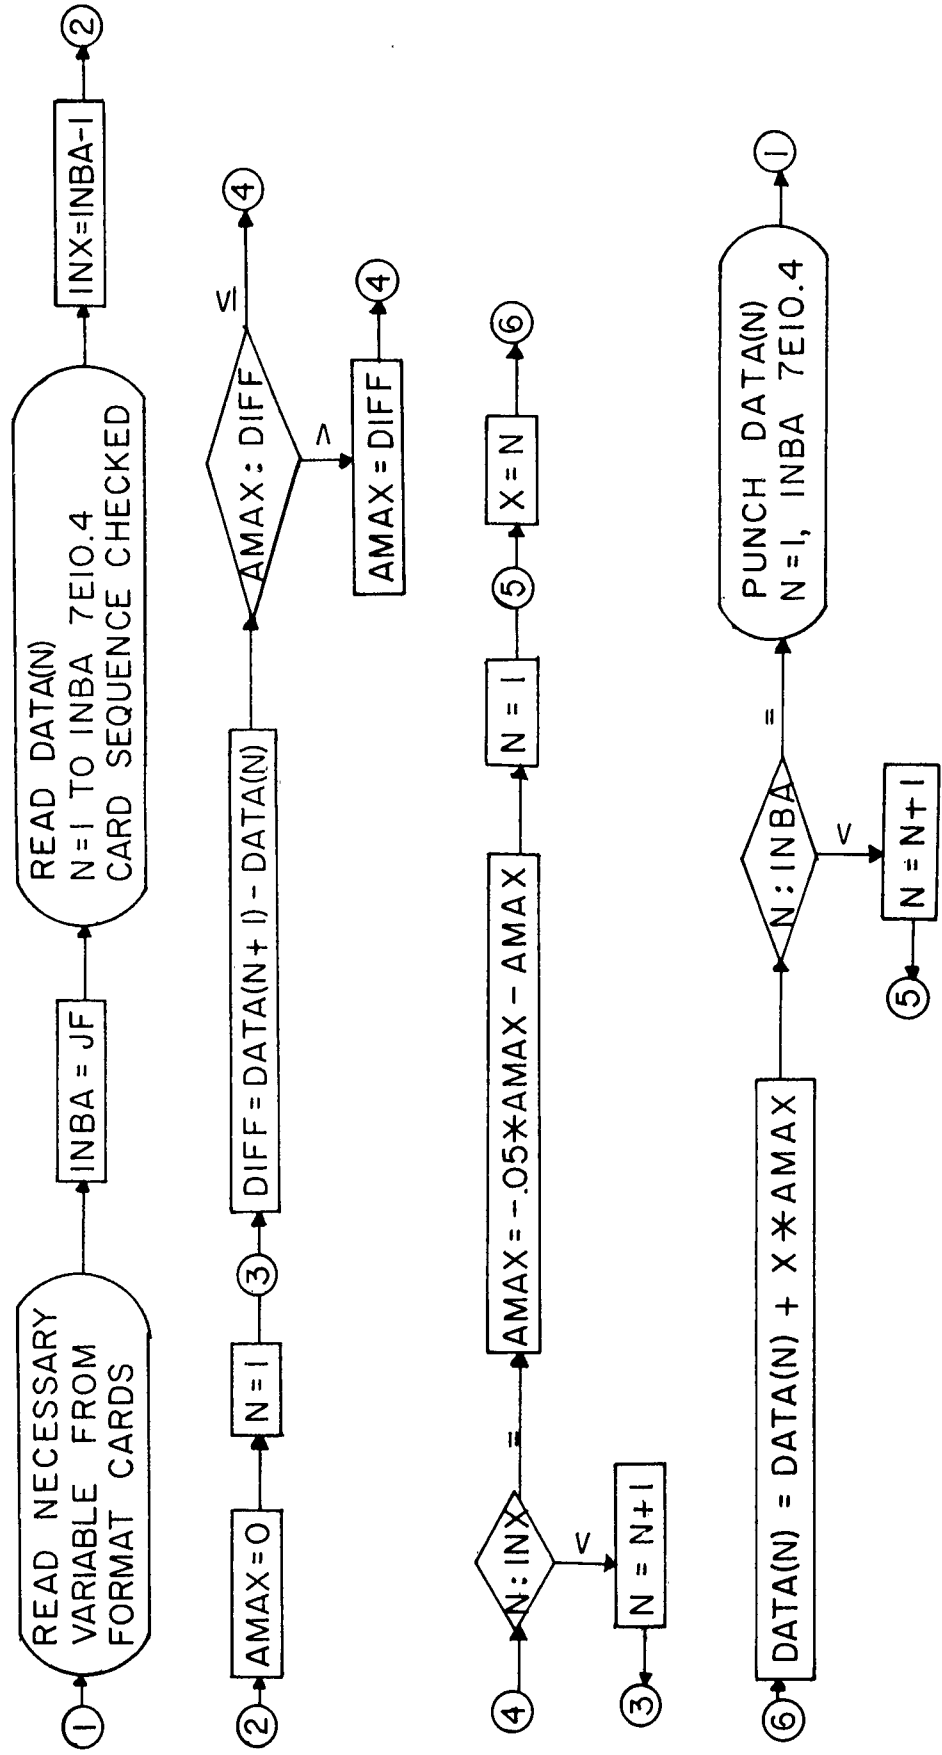 1
READ NECESSARY
VARIABLE FROM
FORMAT CARDS
INBA = JF
READ DATA(N)
N = 1 TO INBA 7E10.4
CARD SEQUENCE CHECKED
INX=INBA-1
2
2
AMAX=0
N = 1
3
DIFF=DATA(N+1)-DATA(N)
AMAX: DIFF
≤
4
>
AMAX = DIFF
4
4
N:INX
=
<
N = N+1
3
AMAX=-.05*AMAX-AMAX
N = 1
5
X = N
6
6
DATA(N) = DATA(N) + X*AMAX
N:INBA
=
<
N = N+1
5
PUNCH DATA(N)
N=1, INBA 7E10.4
1